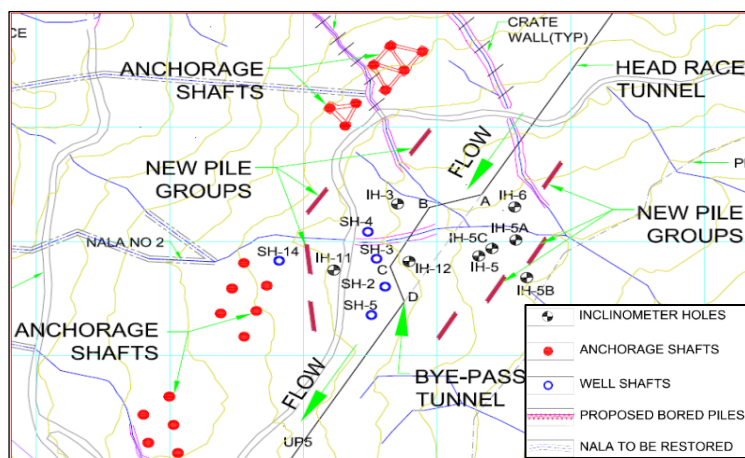 CE
ANCHORAGE
SHAFTS
CRATE
WALL(TYP)
HEAD RACE
TUNNEL
NEW PILE
GROUPS
FLOW
IH-3
B
A
IH-6
SH-4
IH-5A
NEW PILE
GROUPS
NALA NO 2
SH-14
IH-11
SH-3
C
IH-12
IH-5C
IH-5
SH-2
D
IH-5B
SH-5
ANCHORAGE
SHAFTS
FLOW
BYE-PASS
TUNNEL
UP5
INCLINOMETER HOLES
ANCHORAGE SHAFTS
WELL SHAFTS
PROPOSED BORED PILES
NALA TO BE RESTORED